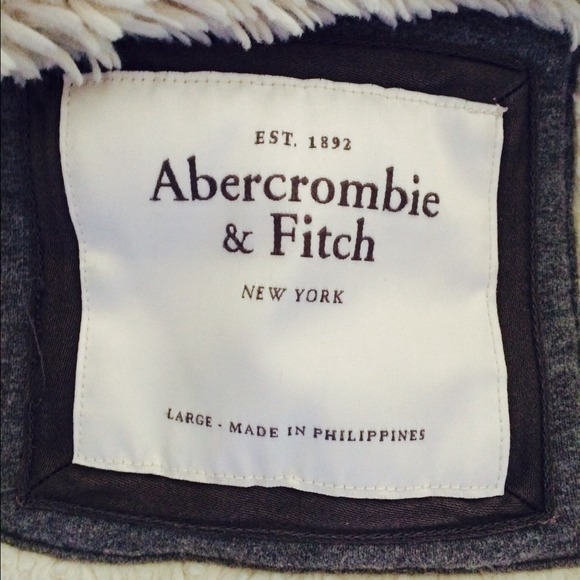 EST. 1892
Abercrombie
& Fitch
NEW YORK
LARGE - MADE IN PHILIPPINES